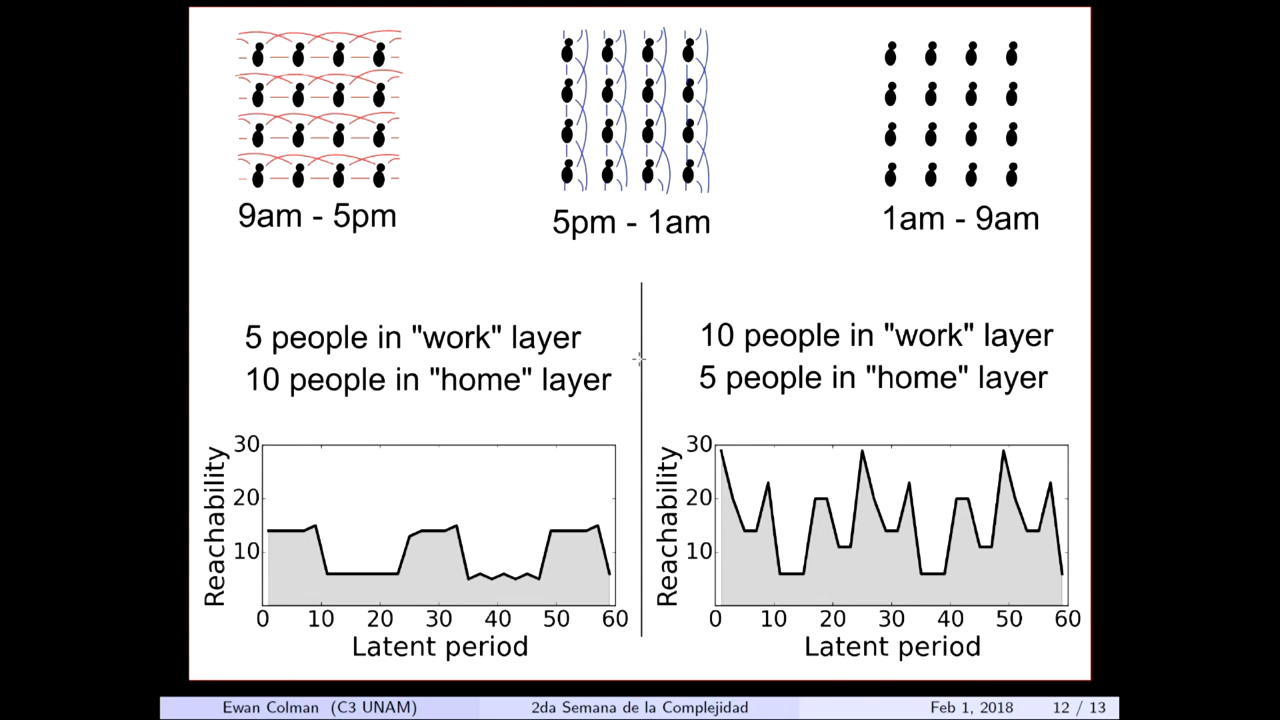 9am - 5pm
5pm - 1am
1am - 9am
5 people in "work" layer
10 people in "home" layer
10 people in "work" layer
5 people in "home" layer
Reachability
30
20
10
0 10 20 30 40 50 60
Latent period
Reachability
30
20
10
0 10 20 30 40 50 60
Latent period
Ewan Colman (C3 UNAM) 2da Semana de la Complejidad Feb 1, 2018 12 / 13